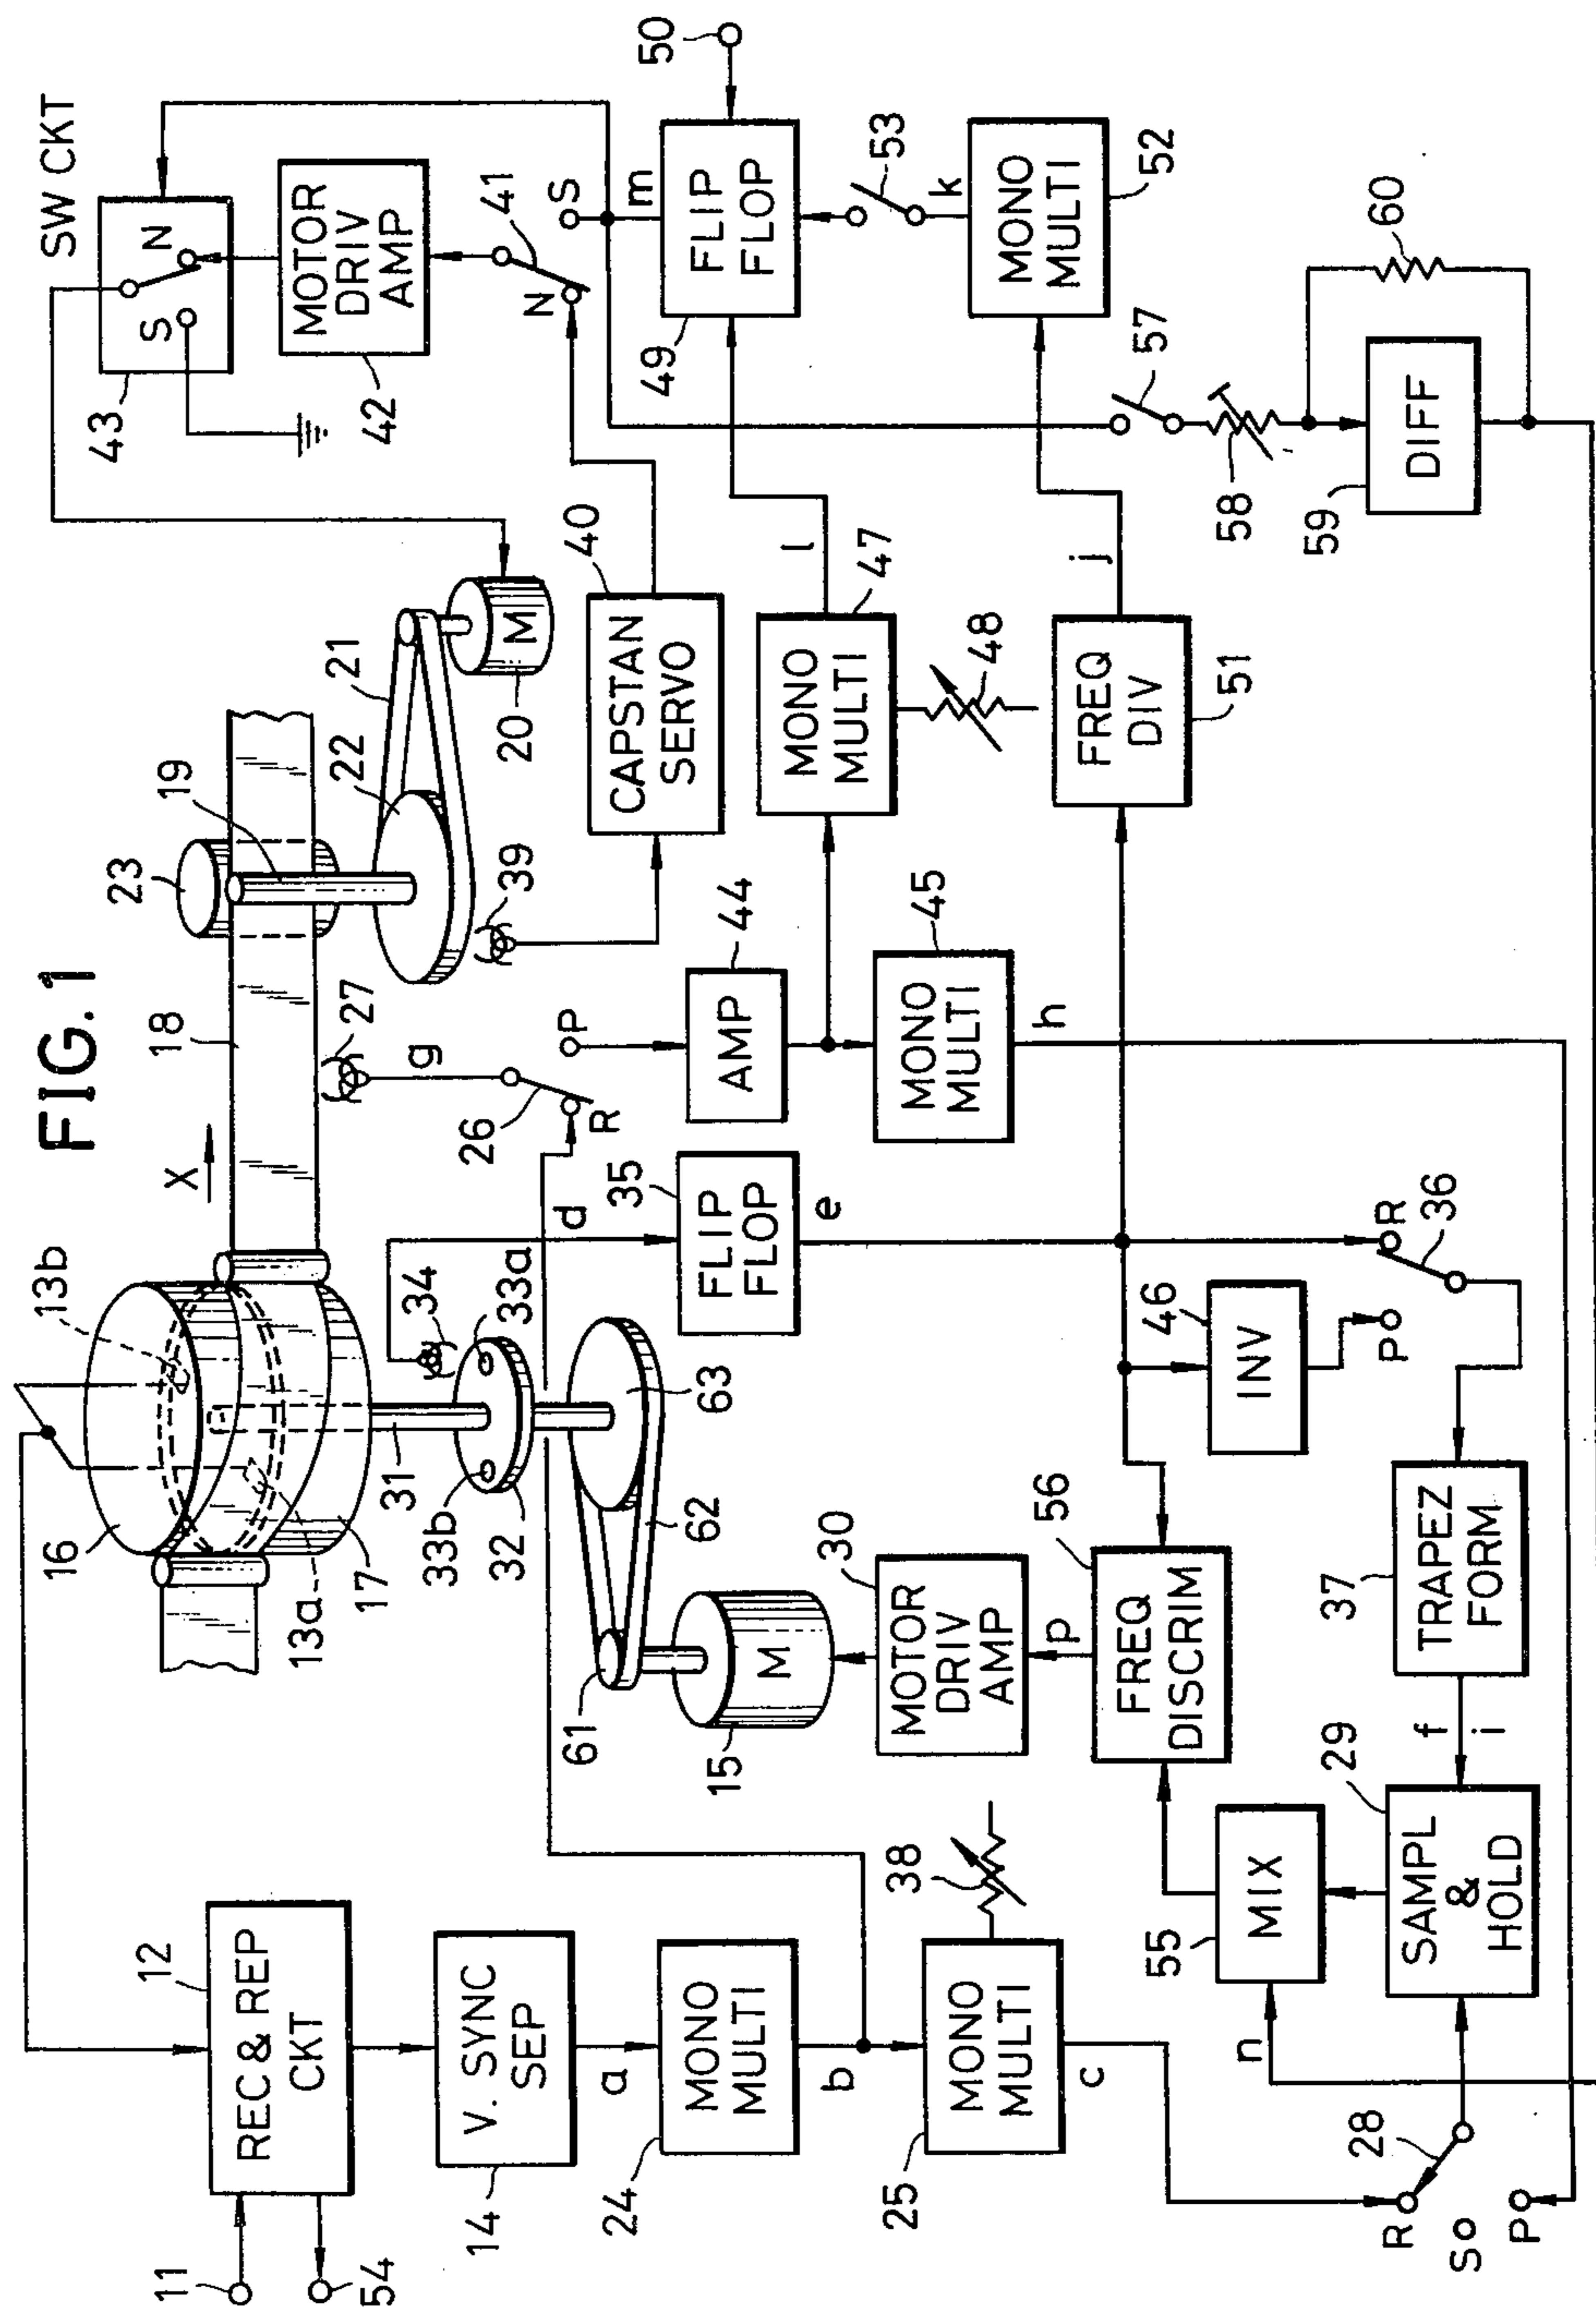 FIG. 1
11
54
12
REC & REP
CKT
14
V. SYNC
SEP
a
24
MONO
MULTI
b
25
MONO
MULTI
38
c
R
S
P
28
16
13a
13b
17
31
33b
33a
34
32
61
62
63
15
M
30
MOTOR
DRIV
AMP
p
56
FREQ
DISCRIM
55
MIX
n
29
SAMPL
&
HOLD
f
i
37
TRAPEZ
FORM
36
R
P
46
INV
35
FLIP
FLOP
d
e
X
18
27
g
26
R
P
44
AMP
45
MONO
MULTI
h
23
19
22
21
20
M
39
40
CAPSTAN
SERVO
47
MONO
MULTI
48
l
51
FREQ
DIV
j
SW CKT
43
S
N
42
MOTOR
DRIV
AMP
41
N
S
m
49
FLIP
FLOP
50
53
k
52
MONO
MULTI
57
58
59
DIFF
60